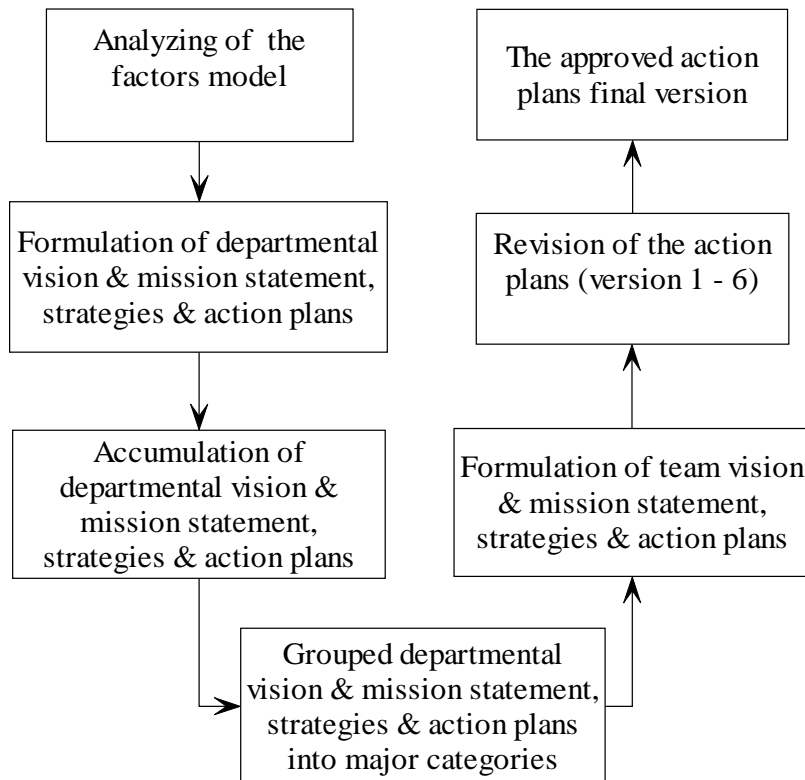 Analyzing of the
factors model
Formulation of departmental
vision & mission statement,
strategies & action plans
Accumulation of
departmental vision &
mission statement,
strategies & action plans
Grouped departmental
vision & mission statement,
strategies & action plans
into major categories
Formulation of team vision
& mission statement,
strategies & action plans
Revision of the action
plans (version 1 - 6)
The approved action
plans final version